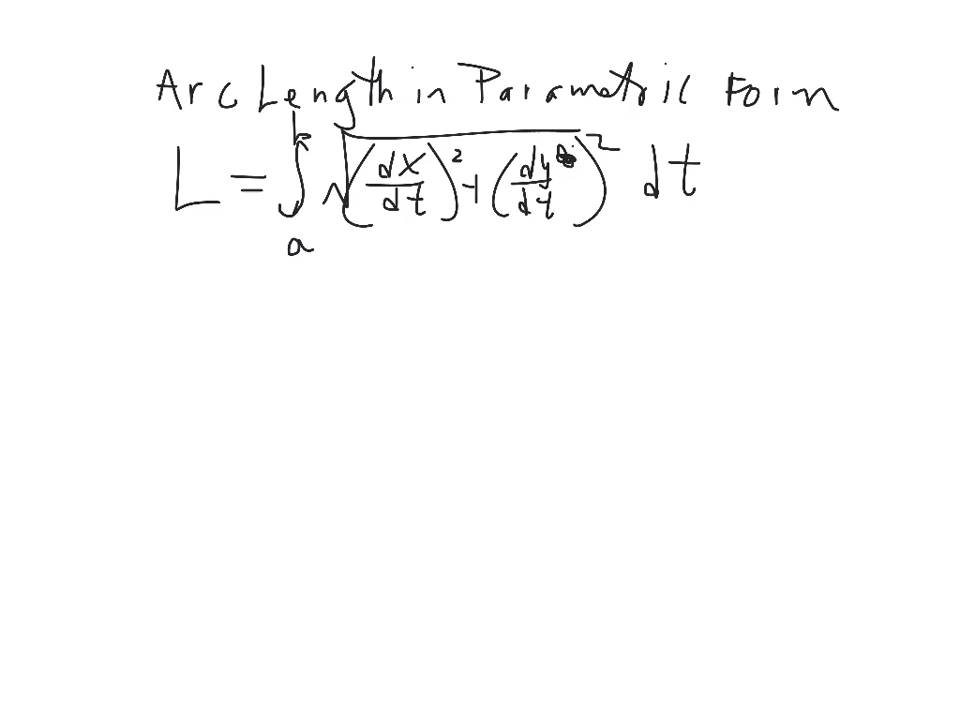 Arc Length in Parametric Form
L = ∫_a^b √((dx/dt)² + (dy/dt)²) dt